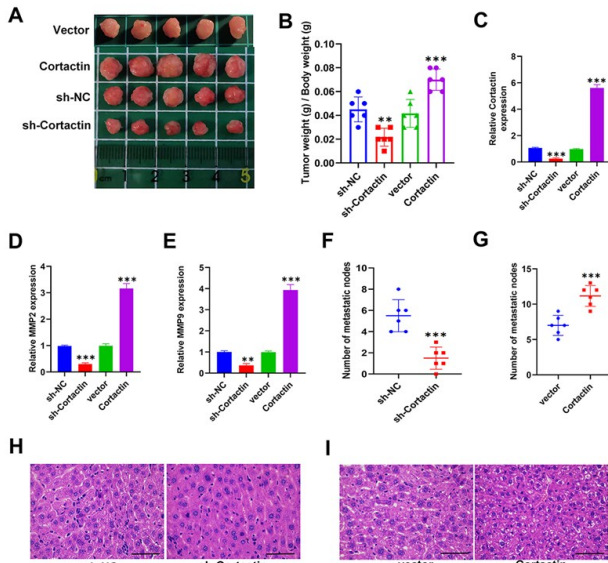 A
Vector
Cortactin
sh-NC
sh-Cortactin
1cm 1 2 3 4 5
B
Tumor weight (g) / Body weight (g)
0.10
0.08
0.06
0.04
0.02
0.00
**
***
sh-NC
sh-Cortactin
vector
Cortactin
C
Relative Cortactin
expression
8
6
4
2
0
***
***
sh-NC
sh-Cortactin
vector
Cortactin
D
Relative MMP2 expression
4
3
2
1
0
***
***
sh-NC
sh-Cortactin
vector
Cortactin
E
Relative MMP9 expression
5
4
3
2
1
0
**
***
sh-NC
sh-Cortactin
vector
Cortactin
F
Number of metastatic nodes
10
8
6
4
2
0
***
sh-NC
sh-Cortactin
G
Number of metastatic nodes
15
10
5
0
***
vector
Cortactin
H
I
vector
Cortactin